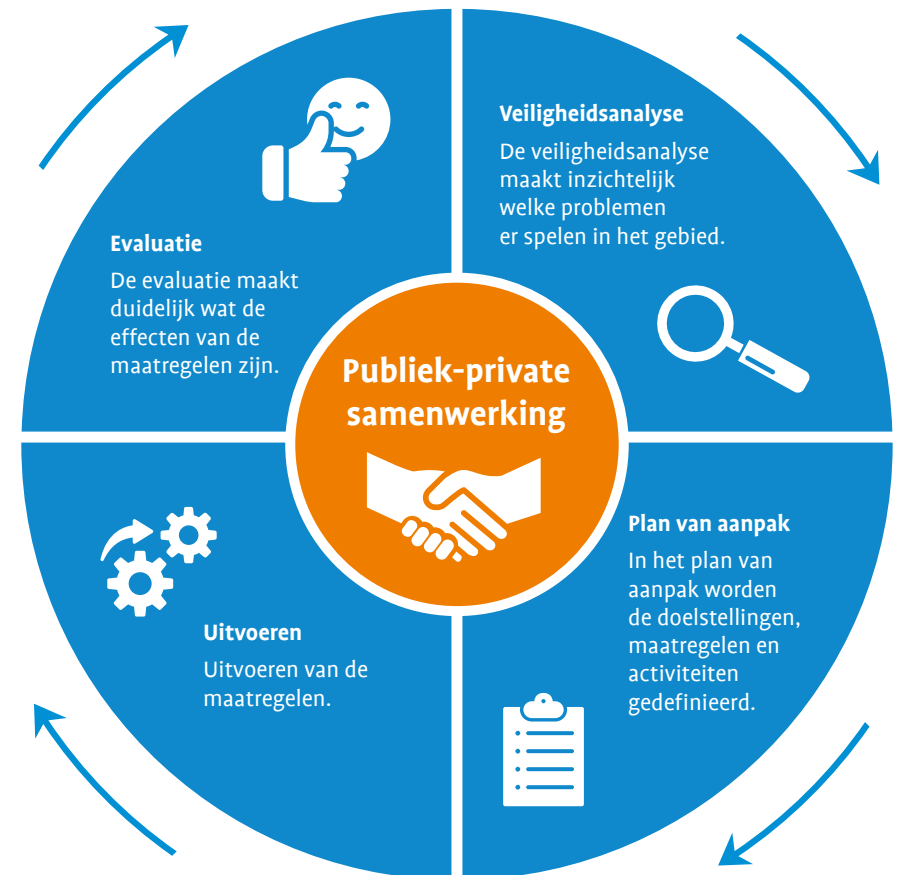 Veiligheidsanalyse
De veiligheidsanalyse
maakt inzichtelijk
welke problemen
er spelen in het gebied.
Evaluatie
De evaluatie maakt
duidelijk wat de
effecten van de
maatregelen zijn.
Publiek-private
samenwerking
Plan van aanpak
In het plan van
aanpak worden
de doelstellingen,
maatregelen en
activiteiten
gedefinieerd.
Uitvoeren
Uitvoeren van de
maatregelen.